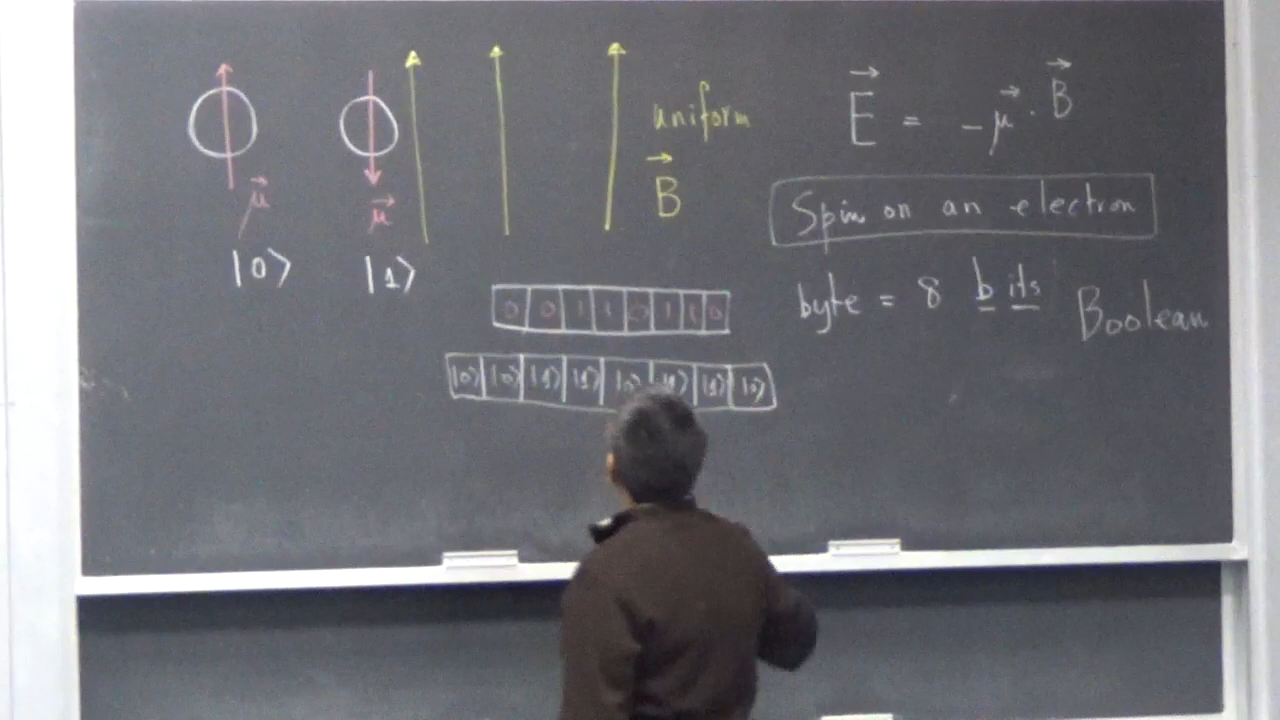 μ⃗
μ⃗
|0⟩
|1⟩
uniform
B⃗
E⃗ = -μ⃗ · B⃗
Spin on an electron
byte = 8 bits
Boolean
0 0 1 1 0 1 1 0
|0⟩ |0⟩ |1⟩ |1⟩ |0⟩ |1⟩ |1⟩ |0⟩